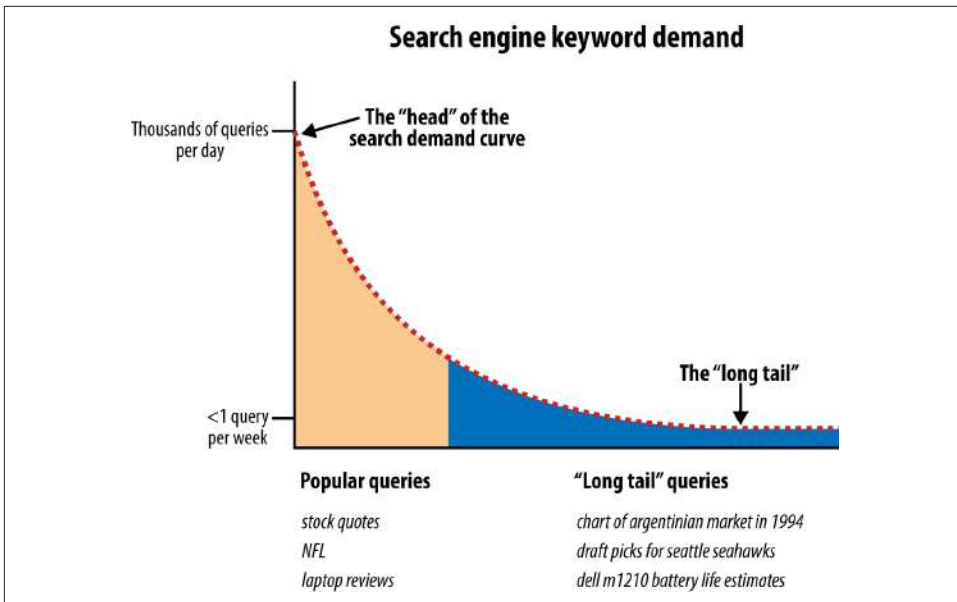 Search engine keyword demand
The “head” of the
search demand curve
Thousands of queries
per day
The “long tail”
<1 query
per week
Popular queries
“Long tail” queries
stock quotes
chart of argentinian market in 1994
NFL
draft picks for seattle seahawks
laptop reviews
dell m1210 battery life estimates